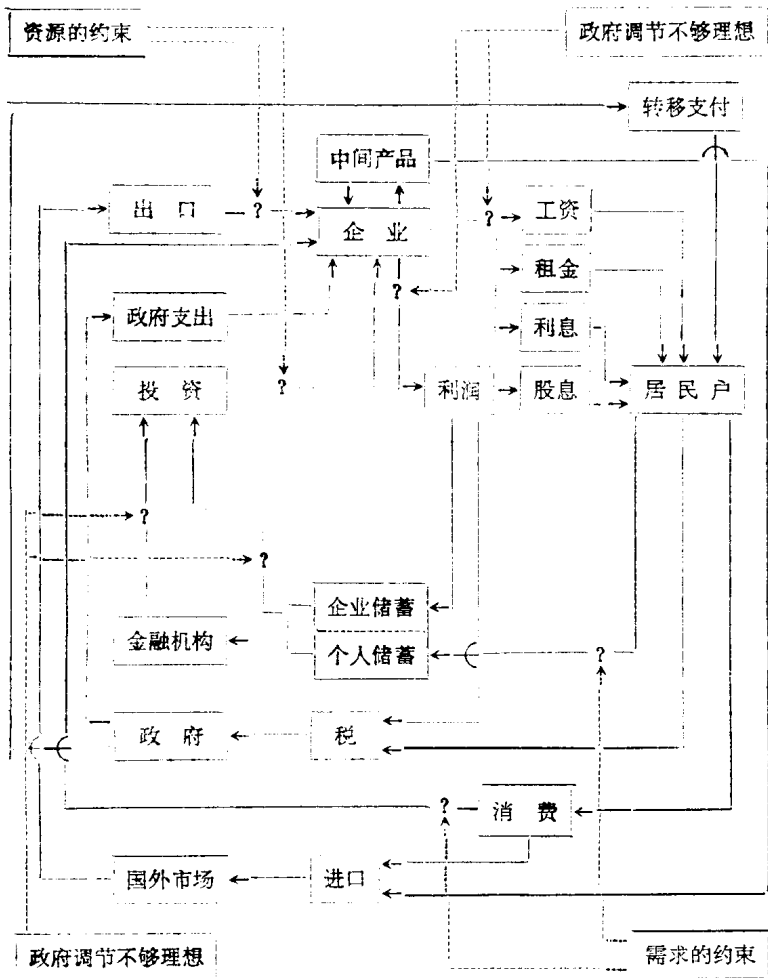 资源的约束
政府调节不够理想
转移支付
中间产品
出口
?
企业
?
工资
租金
?
政府支出
利息
投资
?
利润
股息
居民户
?
?
企业储蓄
金融机构
个人储蓄
?
政府
税
?
消费
国外市场
进口
政府调节不够理想
需求的约束